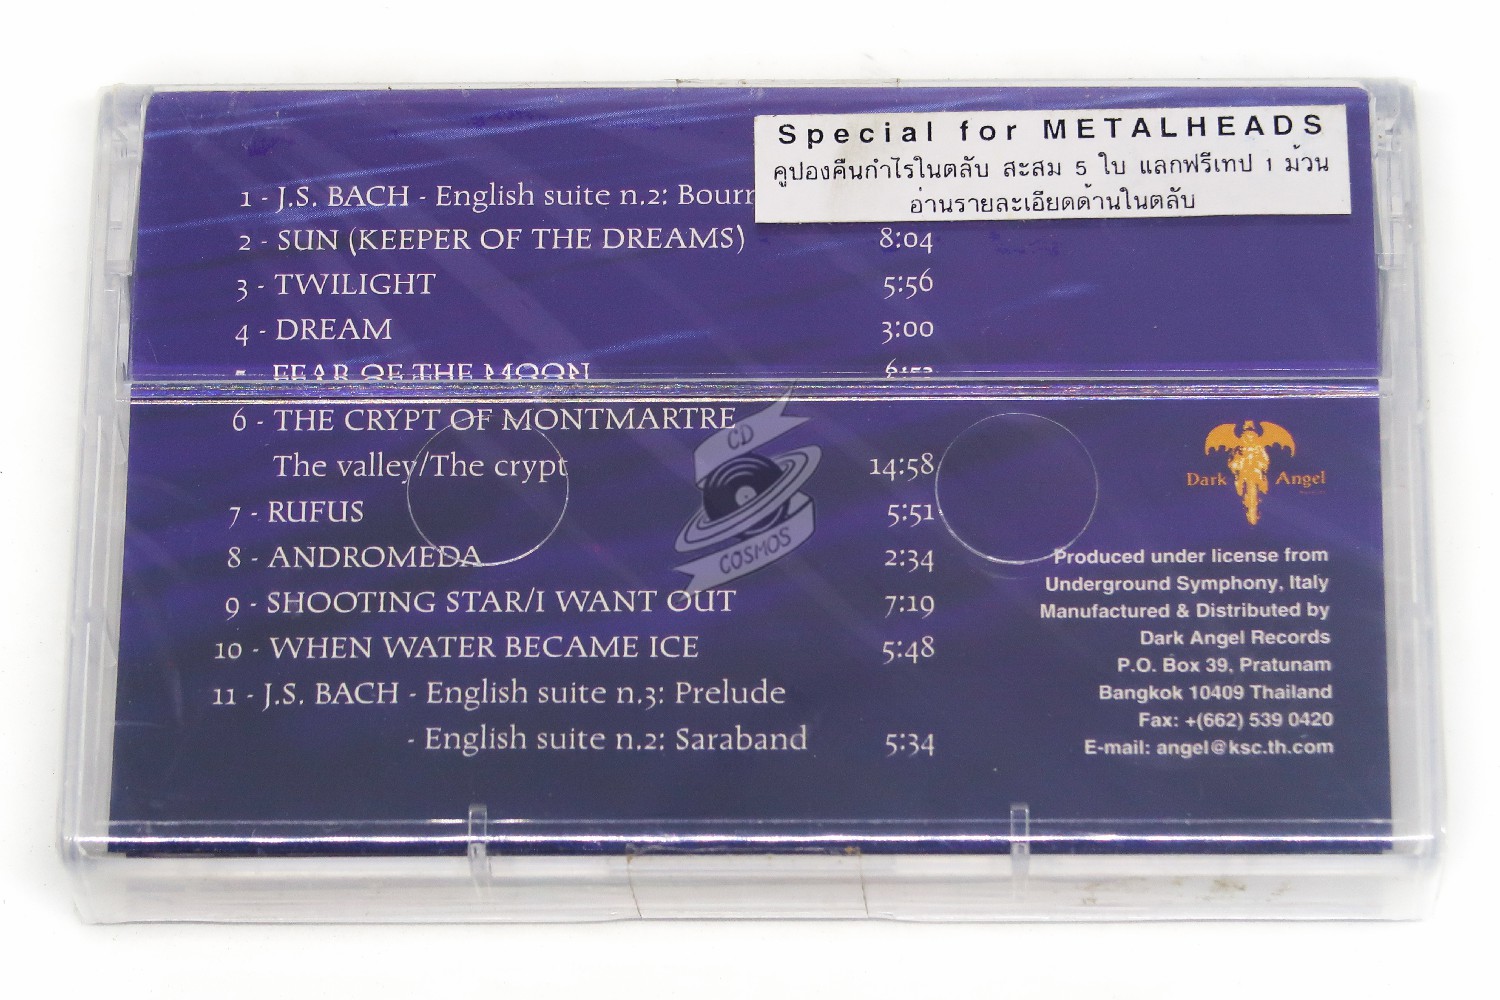 Special for METALHEADS
คูปองคืนกำไรในตลับ สะสม 5 ใบ แลกฟรีเทป 1 ม้วน
อ่านรายละเอียดด้านในตลับ
1 - J.S. BACH - English suite n.2: Bourr
2 - SUN (KEEPER OF THE DREAMS) 8:04
3 - TWILIGHT 5:56
4 - DREAM 3:00
5 - FEAR OF THE MOON
6 - THE CRYPT OF MONTMARTRE
The valley/The crypt 14:58
7 - RUFUS 5:51
8 - ANDROMEDA 2:34
9 - SHOOTING STAR/I WANT OUT 7:19
10 - WHEN WATER BECAME ICE 5:48
11 - J.S. BACH - English suite n.3: Prelude
- English suite n.2: Saraband 5:34
CD
COSMOS
Dark Angel
Produced under license from
Underground Symphony, Italy
Manufactured & Distributed by
Dark Angel Records
P.O. Box 39, Pratunam
Bangkok 10409 Thailand
Fax: +(662) 539 0420
E-mail: angel@ksc.th.com